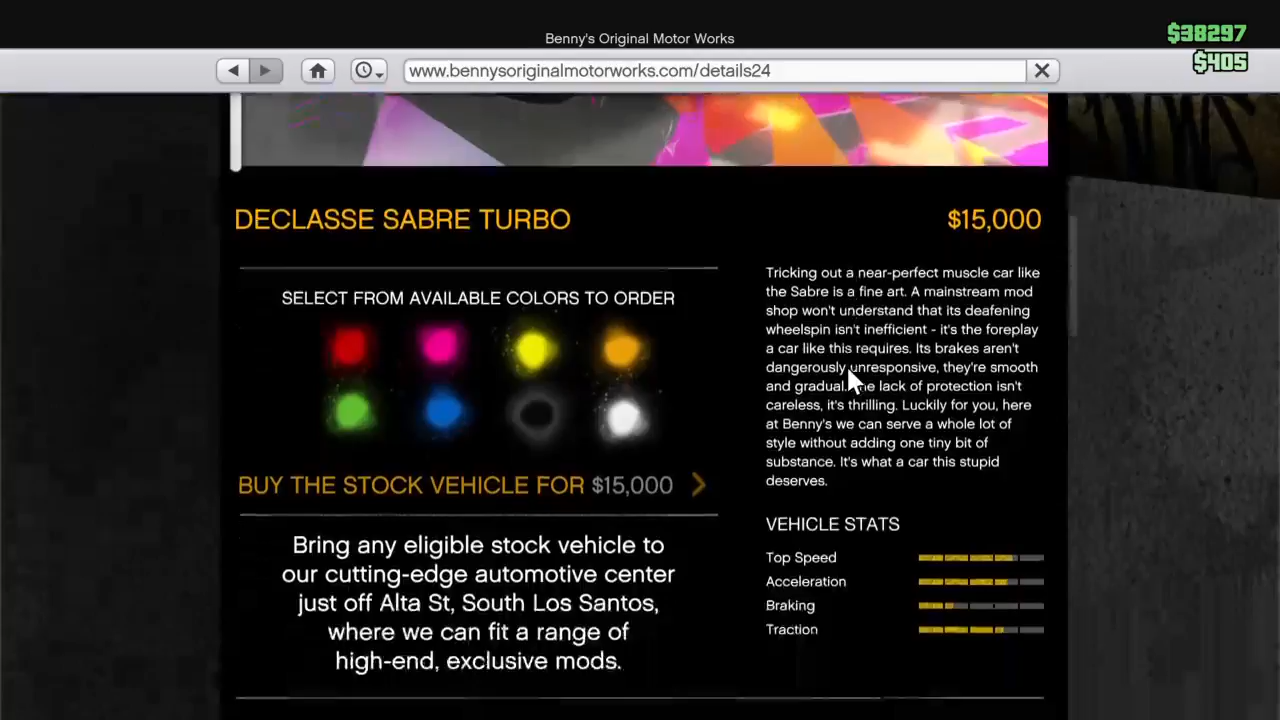 Benny's Original Motor Works
$38297
$405
www.bennysoriginalmotorworks.com/details24
DECLASSE SABRE TURBO
$15,000
SELECT FROM AVAILABLE COLORS TO ORDER
BUY THE STOCK VEHICLE FOR $15,000
Bring any eligible stock vehicle to
our cutting-edge automotive center
just off Alta St, South Los Santos,
where we can fit a range of
high-end, exclusive mods.
Tricking out a near-perfect muscle car like
the Sabre is a fine art. A mainstream mod
shop won't understand that its deafening
wheelspin isn't inefficient - it's the foreplay
a car like this requires. Its brakes aren't
dangerously unresponsive, they're smooth
and gradual. lack of protection isn't
careless, it's thrilling. Luckily for you, here
at Benny's we can serve a whole lot of
style without adding one tiny bit of
substance. It's what a car this stupid
deserves.
VEHICLE STATS
Top Speed
Acceleration
Braking
Traction